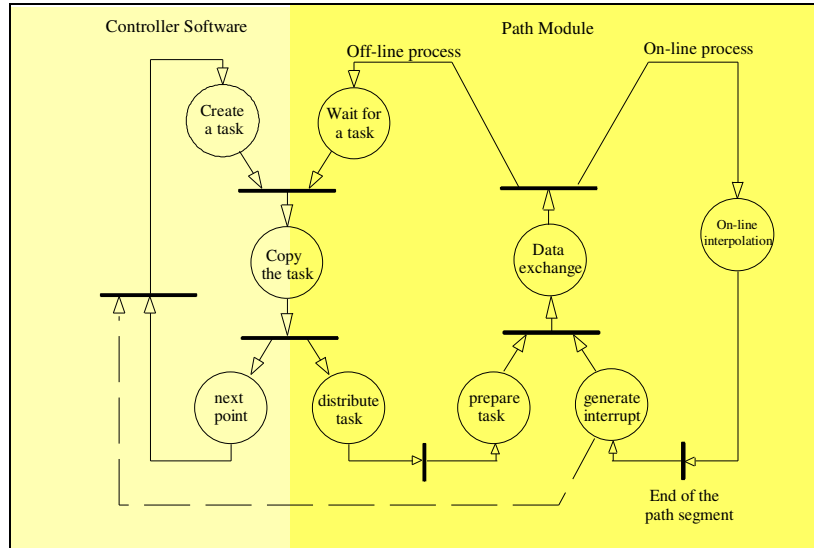 Controller Software
Path Module
Off-line process
On-line process
Create
a task
Wait for
a task
Copy
the task
Data
exchange
On-line
interpolation
next
point
distribute
task
prepare
task
generate
interrupt
End of the
path segment